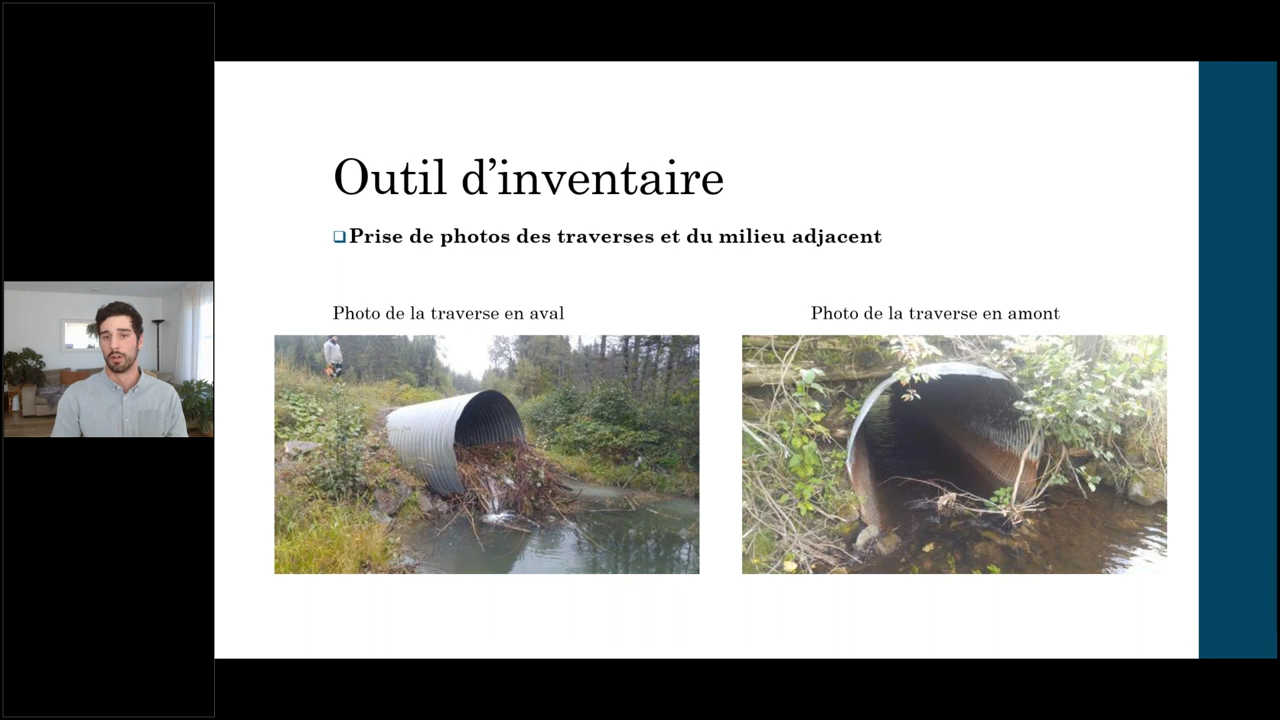 Outil d’inventaire
❑Prise de photos des traverses et du milieu adjacent
Photo de la traverse en aval
Photo de la traverse en amont